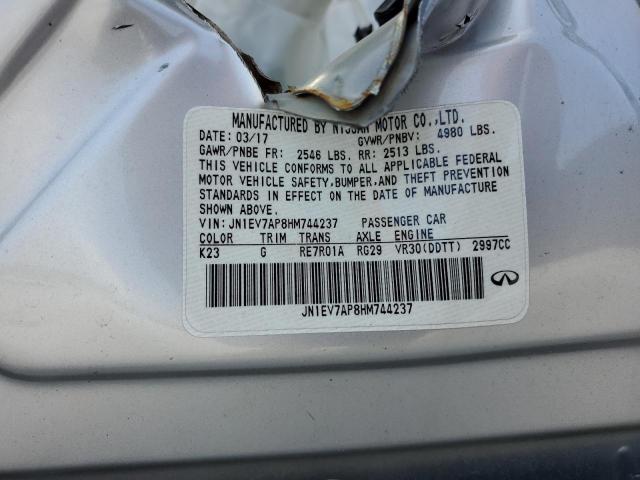 MANUFACTURED BY NISSAN MOTOR CO.,LTD.
DATE: 03/17 GVWR/PNBV: 4980 LBS.
GAWR/PNBE FR: 2546 LBS. RR: 2513 LBS.
THIS VEHICLE CONFORMS TO ALL APPLICABLE FEDERAL
MOTOR VEHICLE SAFETY,BUMPER,AND THEFT PREVENTION
STANDARDS IN EFFECT ON THE DATE OF MANUFACTURE
SHOWN ABOVE.
VIN: JN1EV7AP8HM744237 PASSENGER CAR
COLOR TRIM TRANS AXLE ENGINE
K23 G RE7R01A RG29 VR30(DDTT) 2997CC
JN1EV7AP8HM744237